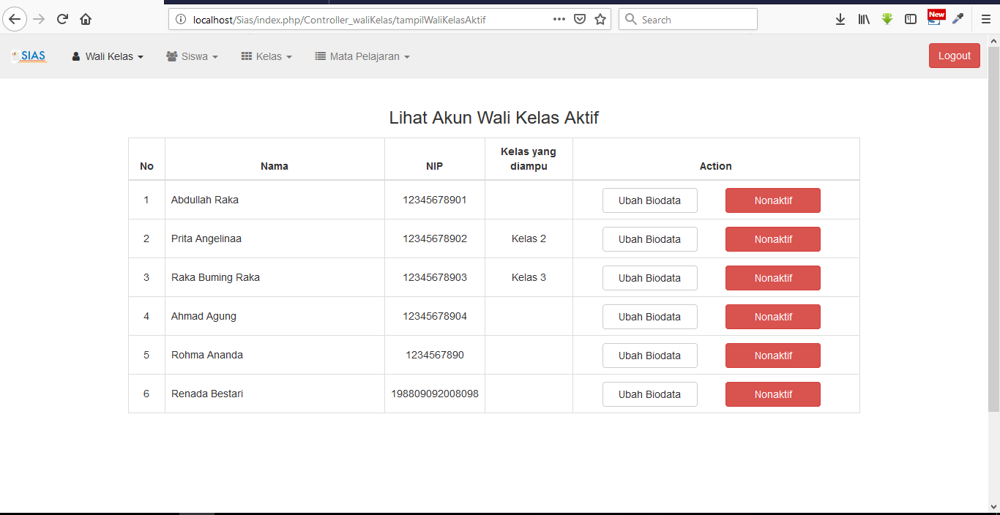 localhost/Sias/index.php/Controller_waliKelas/tampilWaliKelasAktif
Search
New
SIAS
Wali Kelas
Siswa
Kelas
Mata Pelajaran
Logout
Lihat Akun Wali Kelas Aktif
No Nama NIP Kelas yang diampu Action
1 Abdullah Raka 12345678901 Ubah Biodata Nonaktif
2 Prita Angelinaa 12345678902 Kelas 2 Ubah Biodata Nonaktif
3 Raka Buming Raka 12345678903 Kelas 3 Ubah Biodata Nonaktif
4 Ahmad Agung 12345678904 Ubah Biodata Nonaktif
5 Rohma Ananda 1234567890 Ubah Biodata Nonaktif
6 Renada Bestari 198809092008098 Ubah Biodata Nonaktif